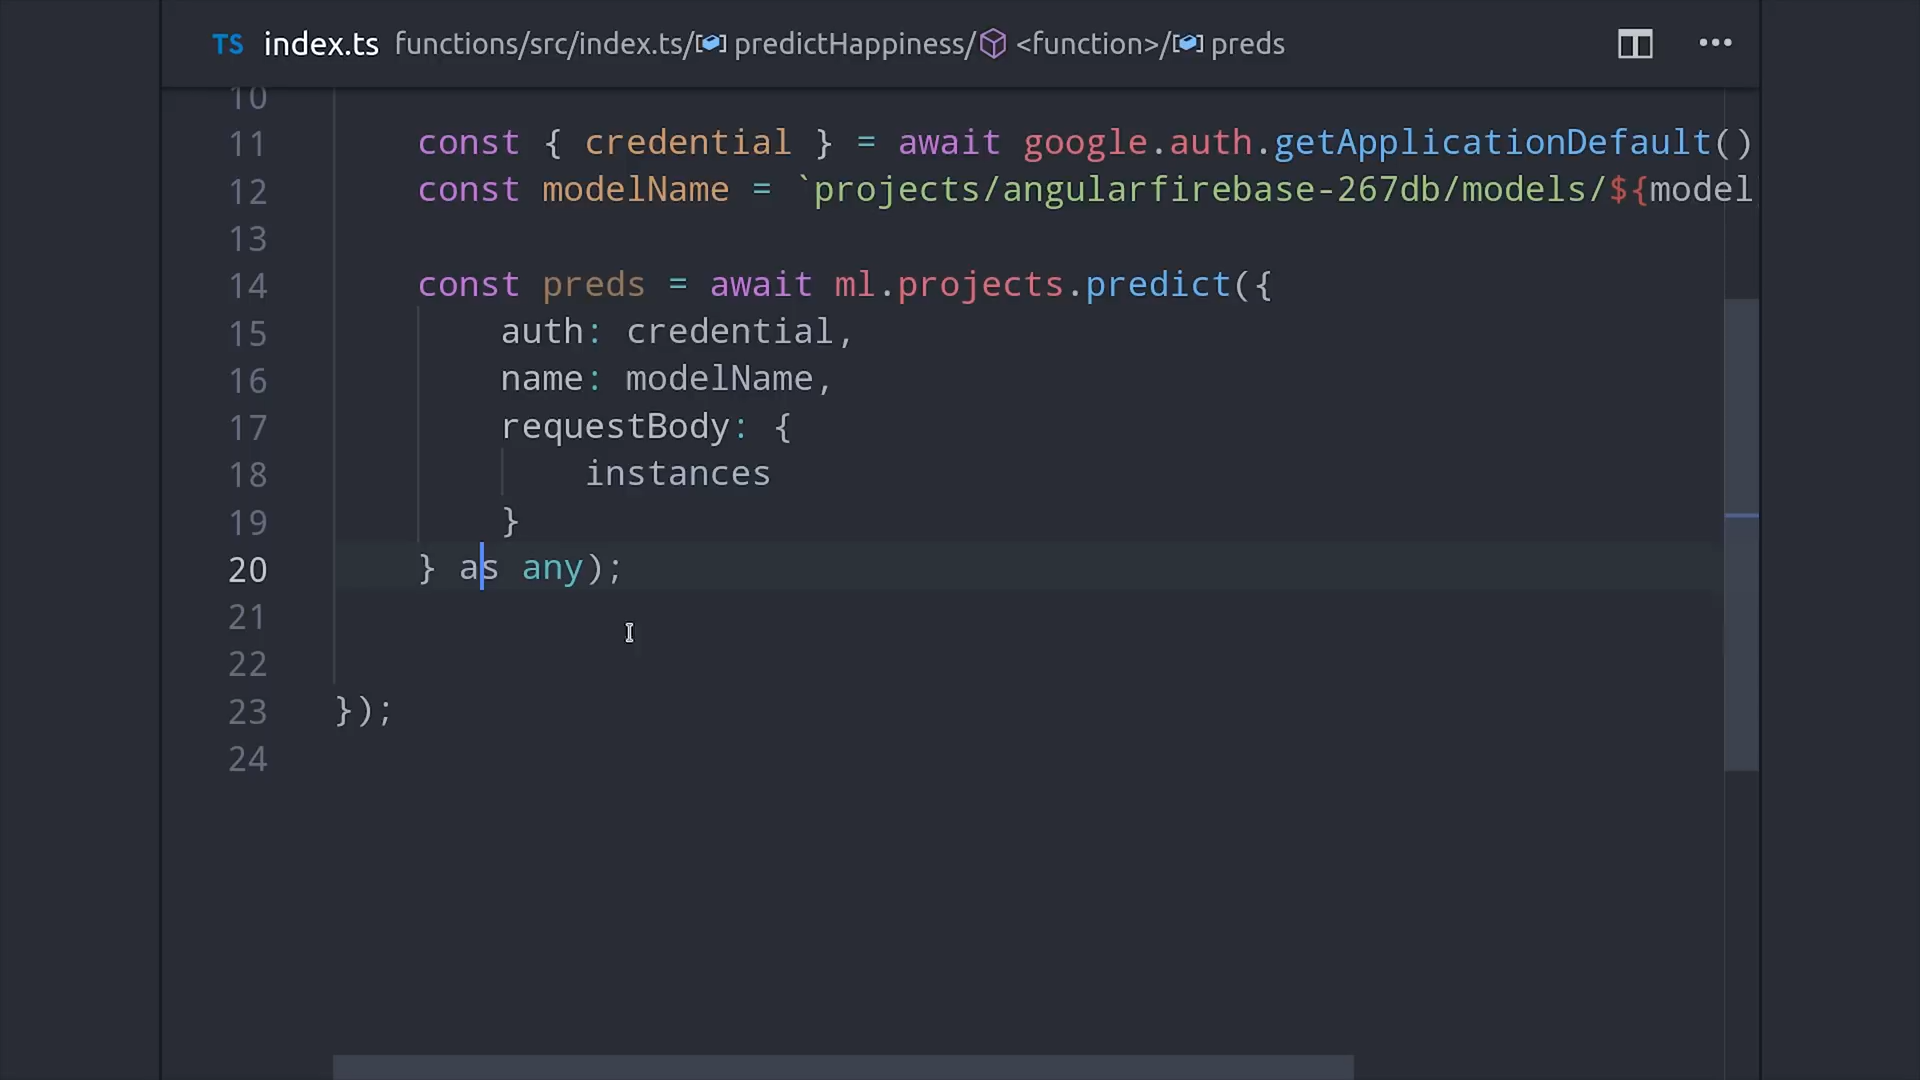 TS index.ts functions/src/index.ts/ predictHappiness/ <function>/ preds
10
11 const { credential } = await google.auth.getApplicationDefault()
12 const modelName = `projects/angularfirebase-267db/models/${model
13
14 const preds = await ml.projects.predict({
15 auth: credential,
16 name: modelName,
17 requestBody: {
18 instances
19 }
20 } as any);
21
22
23 });
24